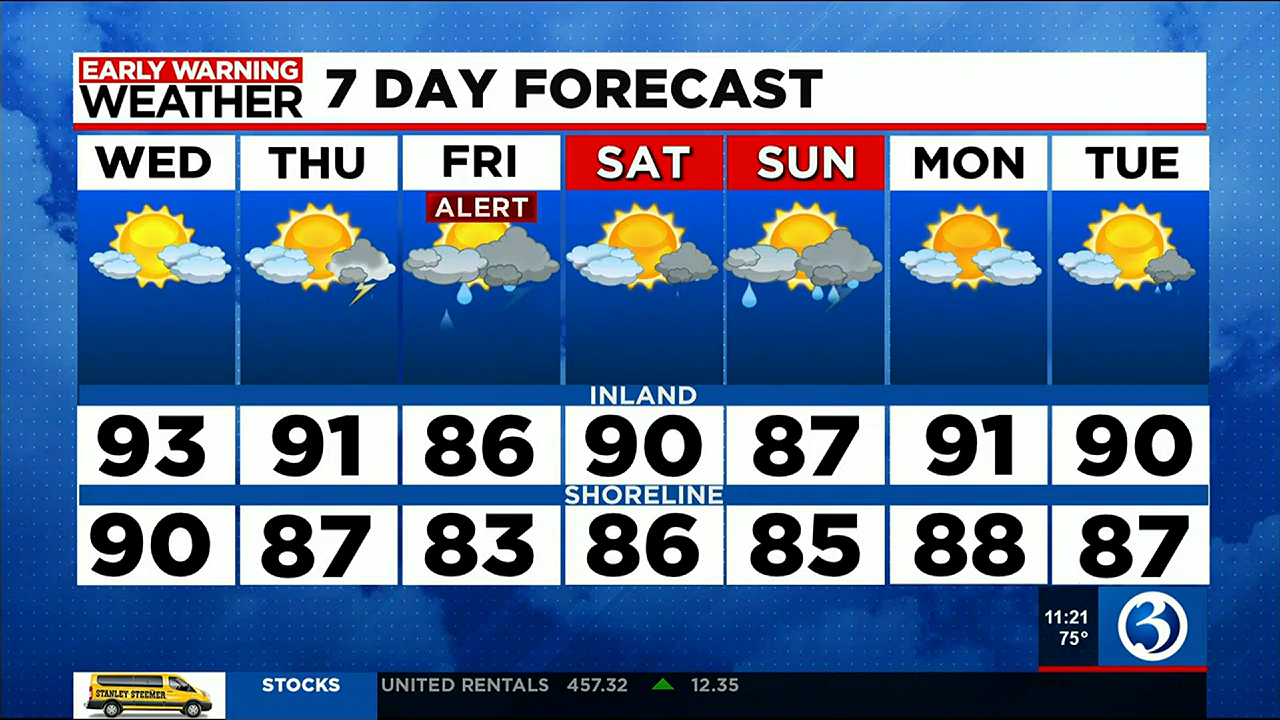 EARLY WARNING
WEATHER
7 DAY FORECAST
WED THU FRI SAT SUN MON TUE
ALERT
INLAND
93 91 86 90 87 91 90
SHORELINE
90 87 83 86 85 88 87
11:21
75°
3
STANLEY STEEMER
STOCKS
UNITED RENTALS 457.32 ▲ 12.35